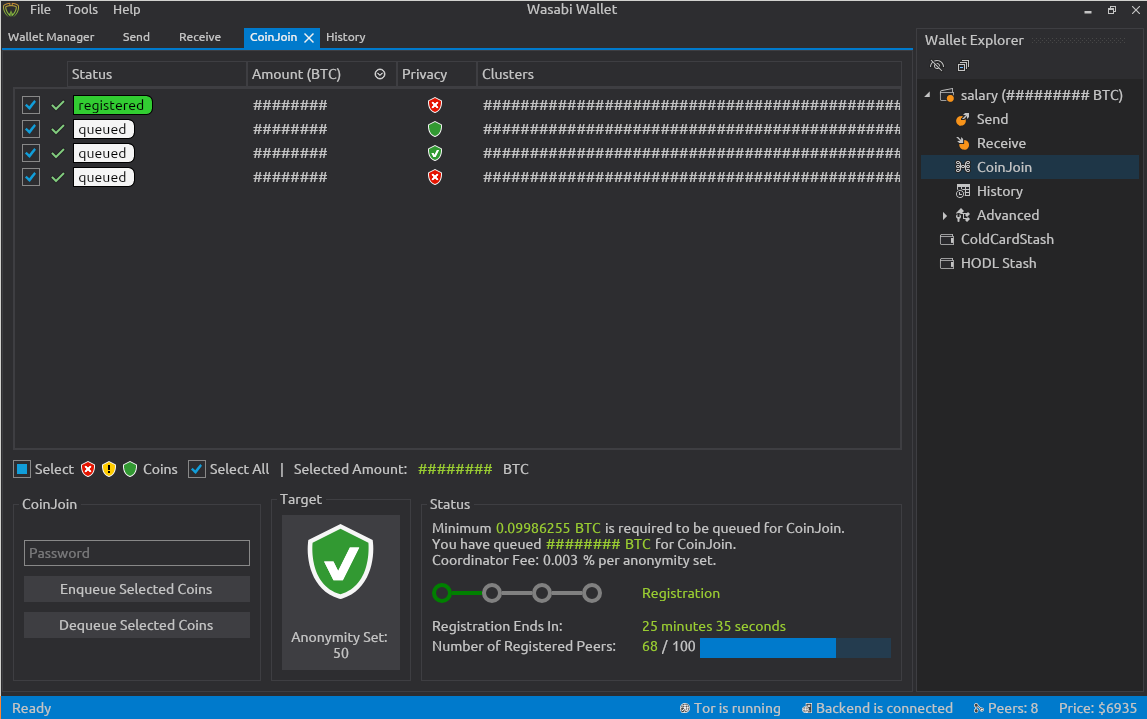 File Tools Help Wasabi Wallet
Wallet Manager Send Receive CoinJoin History
Status Amount (BTC) Privacy Clusters
registered ########
queued ########
queued ########
queued ########
Select Coins Select All | Selected Amount: ######## BTC
CoinJoin
Password
Enqueue Selected Coins
Dequeue Selected Coins
Target
Anonymity Set:
50
Status
Minimum 0.09986255 BTC is required to be queued for CoinJoin.
You have queued ######## BTC for CoinJoin.
Coordinator Fee: 0.003 % per anonymity set.
Registration
Registration Ends In: 25 minutes 35 seconds
Number of Registered Peers: 68 / 100
Wallet Explorer
salary (######### BTC)
Send
Receive
CoinJoin
History
Advanced
ColdCardStash
HODL Stash
Ready Tor is running Backend is connected Peers: 8 Price: $6935